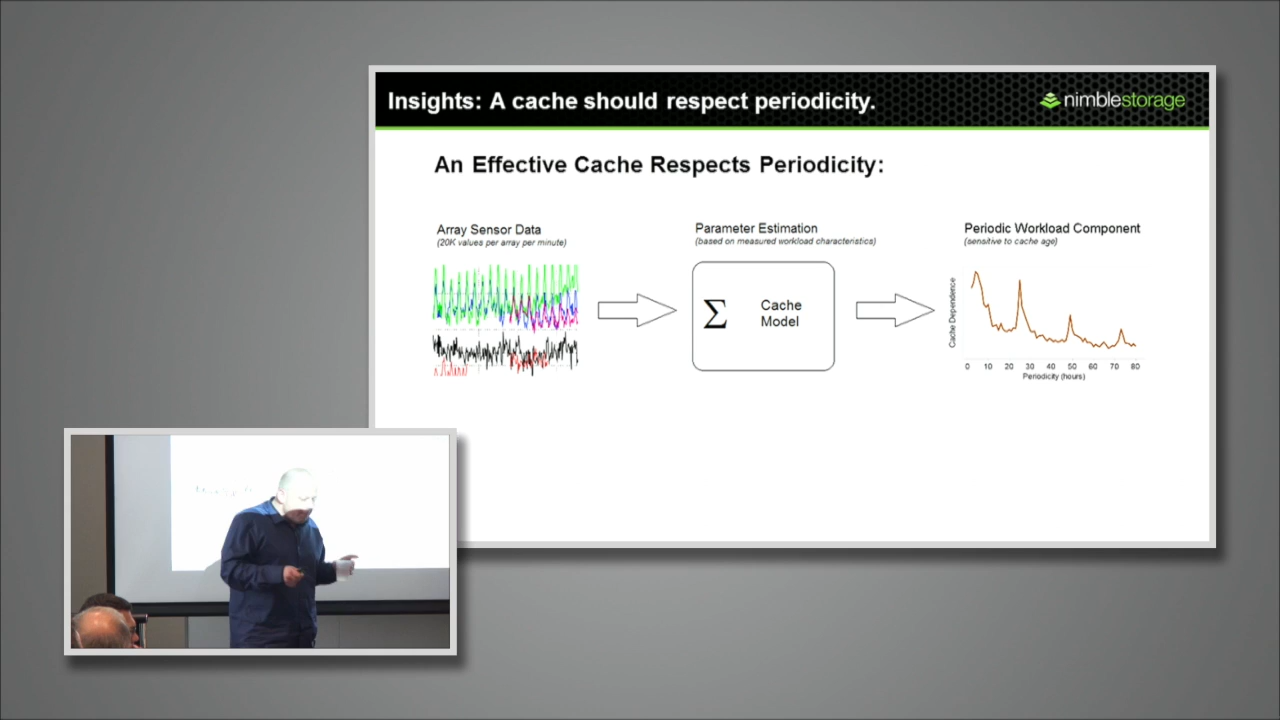 Insights: A cache should respect periodicity.
nimblestorage
An Effective Cache Respects Periodicity:
Array Sensor Data
(20K values per array per minute)
Parameter Estimation
(based on measured workload characteristics)
Periodic Workload Component
(sensitive to cache age)
Σ
Cache
Model
Cache Dependence
0 10 20 30 40 50 60 70 80
Periodicity (hours)